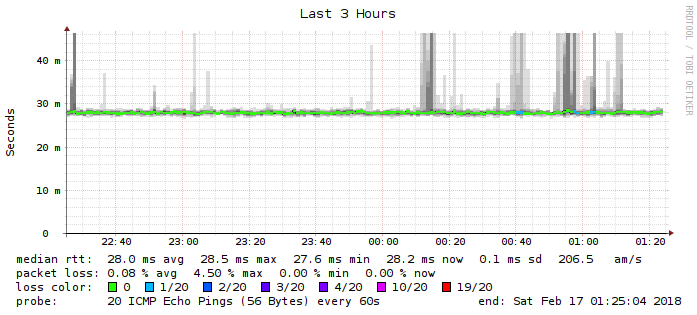 Last 3 Hours
RRDTOOL / TOBI OETIKER
Seconds
40 m
30 m
20 m
10 m
0
22:40 23:00 23:20 23:40 00:00 00:20 00:40 01:00 01:20
median rtt: 28.0 ms avg 28.5 ms max 27.6 ms min 28.2 ms now 0.1 ms sd 206.5 am/s
packet loss: 0.08 % avg 4.50 % max 0.00 % min 0.00 % now
loss color: 0 1/20 2/20 3/20 4/20 10/20 19/20
probe: 20 ICMP Echo Pings (56 Bytes) every 60s end: Sat Feb 17 01:25:04 2018